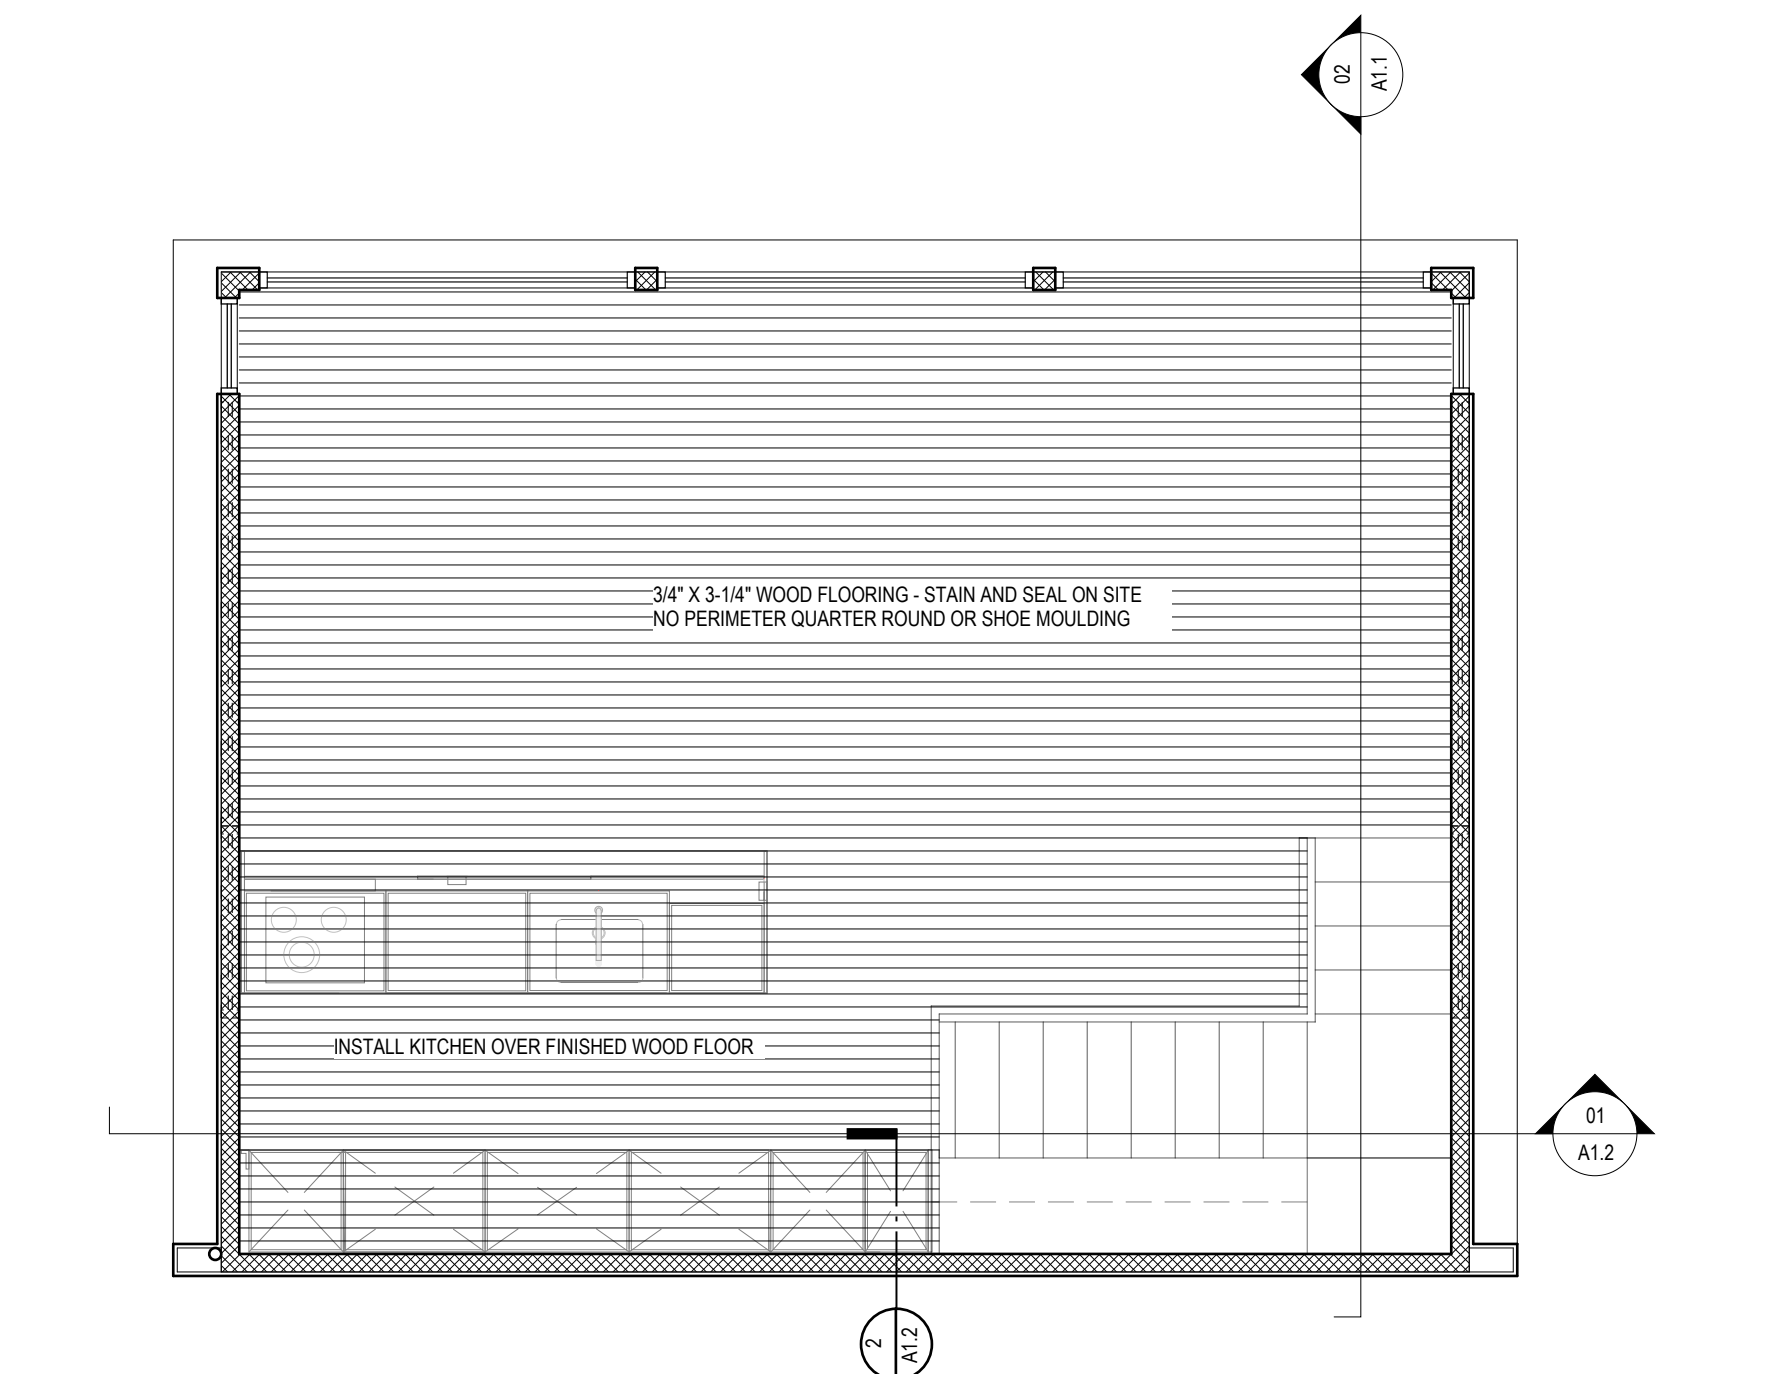 02
A1.1
3/4" X 3-1/4" WOOD FLOORING - STAIN AND SEAL ON SITE
NO PERIMETER QUARTER ROUND OR SHOE MOULDING
INSTALL KITCHEN OVER FINISHED WOOD FLOOR
01
A1.2
2
A1.2